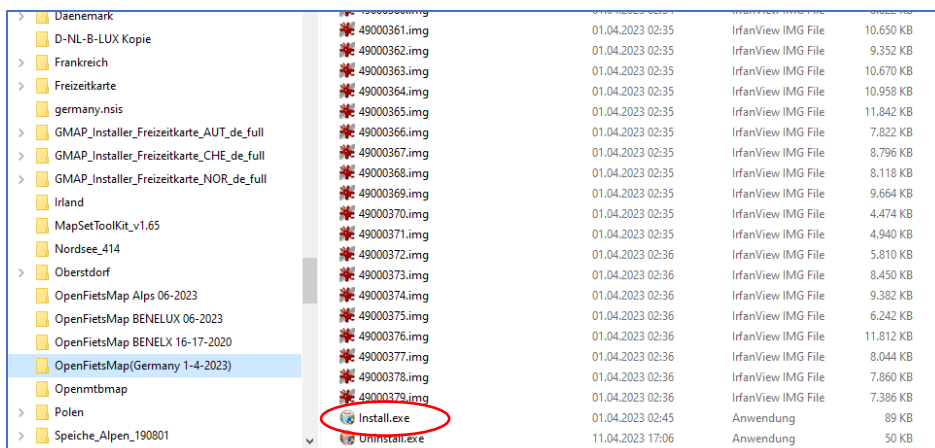 Daenemark
D-NL-B-LUX Kopie
Frankreich
Freizeitkarte
germany.nsis
GMAP_Installer_Freizeitkarte_AUT_de_full
GMAP_Installer_Freizeitkarte_CHE_de_full
GMAP_Installer_Freizeitkarte_NOR_de_full
Irland
MapSetToolKit_v1.65
Nordsee_414
Oberstdorf
OpenFietsMap Alps 06-2023
OpenFietsMap BENELUX 06-2023
OpenFietsMap BENELX 16-17-2020
OpenFietsMap(Germany 1-4-2023)
Openmtbmap
Polen
Speiche_Alpen_190801
49000361.img 01.04.2023 02:35 IrfanView IMG File 10.650 KB
49000362.img 01.04.2023 02:35 IrfanView IMG File 9.352 KB
49000363.img 01.04.2023 02:35 IrfanView IMG File 10.670 KB
49000364.img 01.04.2023 02:35 IrfanView IMG File 10.958 KB
49000365.img 01.04.2023 02:35 IrfanView IMG File 11.842 KB
49000366.img 01.04.2023 02:35 IrfanView IMG File 7.822 KB
49000367.img 01.04.2023 02:35 IrfanView IMG File 8.796 KB
49000368.img 01.04.2023 02:35 IrfanView IMG File 8.118 KB
49000369.img 01.04.2023 02:35 IrfanView IMG File 9.664 KB
49000370.img 01.04.2023 02:35 IrfanView IMG File 4.474 KB
49000371.img 01.04.2023 02:35 IrfanView IMG File 4.940 KB
49000372.img 01.04.2023 02:36 IrfanView IMG File 5.810 KB
49000373.img 01.04.2023 02:36 IrfanView IMG File 8.450 KB
49000374.img 01.04.2023 02:36 IrfanView IMG File 9.382 KB
49000375.img 01.04.2023 02:36 IrfanView IMG File 6.242 KB
49000376.img 01.04.2023 02:36 IrfanView IMG File 11.812 KB
49000377.img 01.04.2023 02:36 IrfanView IMG File 8.044 KB
49000378.img 01.04.2023 02:36 IrfanView IMG File 7.860 KB
49000379.img 01.04.2023 02:36 IrfanView IMG File 7.386 KB
Install.exe 01.04.2023 02:45 Anwendung 89 KB
Uninstall.exe 11.04.2023 17:06 Anwendung 50 KB